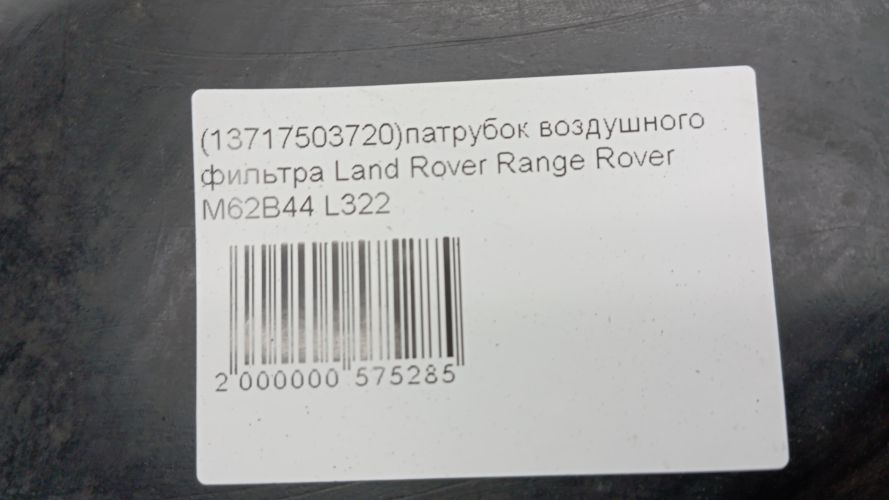 (13717503720)патрубок воздушного
фильтра Land Rover Range Rover
M62B44 L322
2 000000 575285